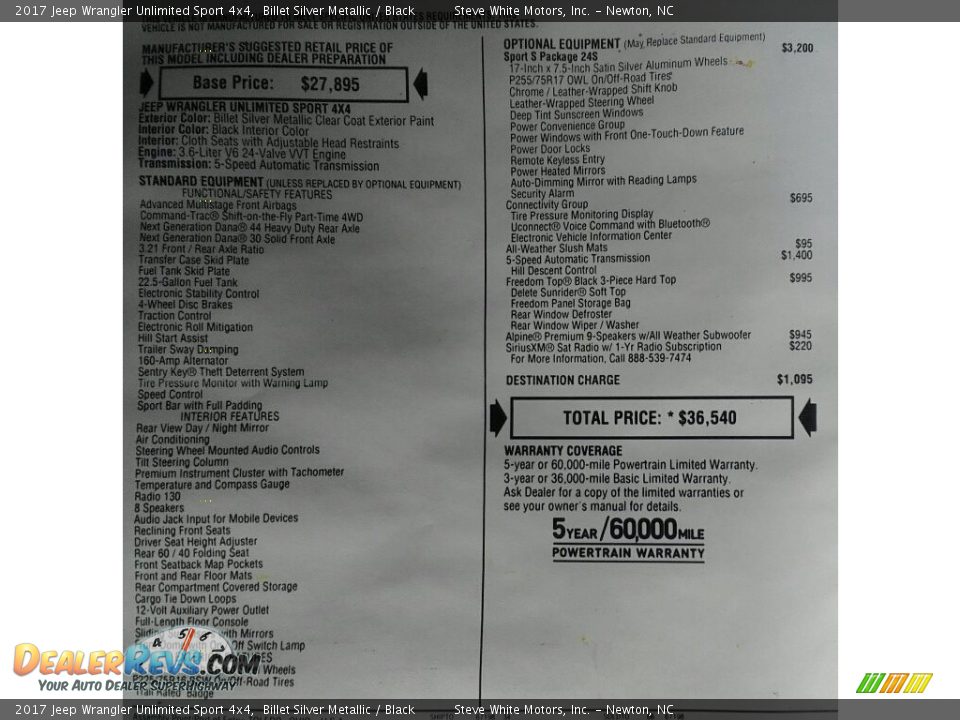 2017 Jeep Wrangler Unlimited Sport 4x4, Billet Silver Metallic / Black Steve White Motors, Inc. - Newton, NC
VEHICLE IS NOT MANUFACTURED FOR SALE OR REGISTRATION OUTSIDE OF THE UNITED STATES.
MANUFACTURER'S SUGGESTED RETAIL PRICE OF
THIS MODEL INCLUDING DEALER PREPARATION
Base Price: $27,895
JEEP WRANGLER UNLIMITED SPORT 4X4
Exterior Color: Billet Silver Metallic Clear Coat Exterior Paint
Interior Color: Black Interior Color
Interior: Cloth Seats with Adjustable Head Restraints
Engine: 3.6-Liter V6 24-Valve VVT Engine
Transmission: 5-Speed Automatic Transmission
STANDARD EQUIPMENT (UNLESS REPLACED BY OPTIONAL EQUIPMENT)
FUNCTIONAL/SAFETY FEATURES
Advanced Multistage Front Airbags
Command-Trac® Shift-on-the-Fly Part-Time 4WD
Next Generation Dana® 44 Heavy Duty Rear Axle
Next Generation Dana® 30 Solid Front Axle
3.21 Front / Rear Axle Ratio
Transfer Case Skid Plate
Fuel Tank Skid Plate
22.5-Gallon Fuel Tank
Electronic Stability Control
4-Wheel Disc Brakes
Traction Control
Electronic Roll Mitigation
Hill Start Assist
Trailer Sway Damping
160-Amp Alternator
Sentry Key® Theft Deterrent System
Tire Pressure Monitor with Warning Lamp
Speed Control
Sport Bar with Full Padding
INTERIOR FEATURES
Rear View Day / Night Mirror
Air Conditioning
Steering Wheel Mounted Audio Controls
Tilt Steering Column
Premium Instrument Cluster with Tachometer
Temperature and Compass Gauge
Radio 130
8 Speakers
Audio Jack Input for Mobile Devices
Reclining Front Seats
Driver Seat Height Adjuster
Rear 60 / 40 Folding Seat
Front Seatback Map Pockets
Front and Rear Floor Mats
Rear Compartment Covered Storage
Cargo Tie Down Loops
12-Volt Auxiliary Power Outlet
Full-Length Floor Console
with Mirrors
Off Switch Lamp
Wheels
On/Off-Road Tires
Trail Rated Badge
OPTIONAL EQUIPMENT (May Replace Standard Equipment)
Sport S Package 24S $3,200
17-Inch x 7.5-Inch Satin Silver Aluminum Wheels
P255/75R17 OWL On/Off-Road Tires
Chrome / Leather-Wrapped Shift Knob
Leather-Wrapped Steering Wheel
Deep Tint Sunscreen Windows
Power Convenience Group
Power Windows with Front One-Touch-Down Feature
Power Door Locks
Remote Keyless Entry
Power Heated Mirrors
Auto-Dimming Mirror with Reading Lamps
Security Alarm
Connectivity Group $695
Tire Pressure Monitoring Display
Uconnect® Voice Command with Bluetooth®
Electronic Vehicle Information Center
All-Weather Slush Mats $95
5-Speed Automatic Transmission $1,400
Hill Descent Control
Freedom Top® Black 3-Piece Hard Top $995
Delete Sunrider® Soft Top
Freedom Panel Storage Bag
Rear Window Defroster
Rear Window Wiper / Washer
Alpine® Premium 9-Speakers w/All Weather Subwoofer $945
SiriusXM® Sat Radio w/ 1-Yr Radio Subscription $220
For More Information, Call 888-539-7474
DESTINATION CHARGE $1,095
TOTAL PRICE: * $36,540
WARRANTY COVERAGE
5-year or 60,000-mile Powertrain Limited Warranty.
3-year or 36,000-mile Basic Limited Warranty.
Ask Dealer for a copy of the limited warranties or
see your owner's manual for details.
5YEAR/60,000MILE
POWERTRAIN WARRANTY
4 5 6
DEALERREVS.COM
YOUR AUTO DEALER SUPERHIGHWAY
2017 Jeep Wrangler Unlimited Sport 4x4, Billet Silver Metallic / Black Steve White Motors, Inc. - Newton, NC